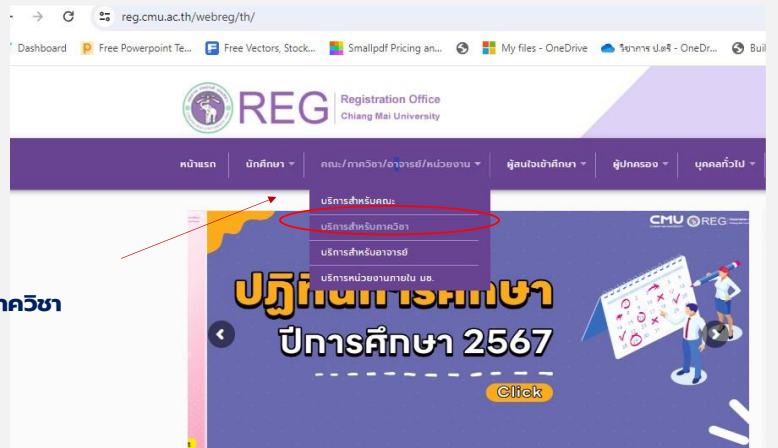 reg.cmu.ac.th/webreg/th/
Dashboard Free Powerpoint Te... Free Vectors, Stock... Smallpdf Pricing an... My files - OneDrive วิชาการ ป.ตรี - OneDr... Buil
REG Registration Office
Chiang Mai University
หน้าแรก นักศึกษา คณะ/ภาควิชา/อาจารย์/หน่วยงาน ผู้สนใจเข้าศึกษา ผู้ปกครอง บุคคลทั่วไป
บริการสำหรับคณะ
บริการสำหรับภาควิชา
บริการสำหรับอาจารย์
บริการหน่วยงานภายใน มช.
CMU REG
ปฏิทินการศึกษา
าควิชา
ปีการศึกษา 2567
Click